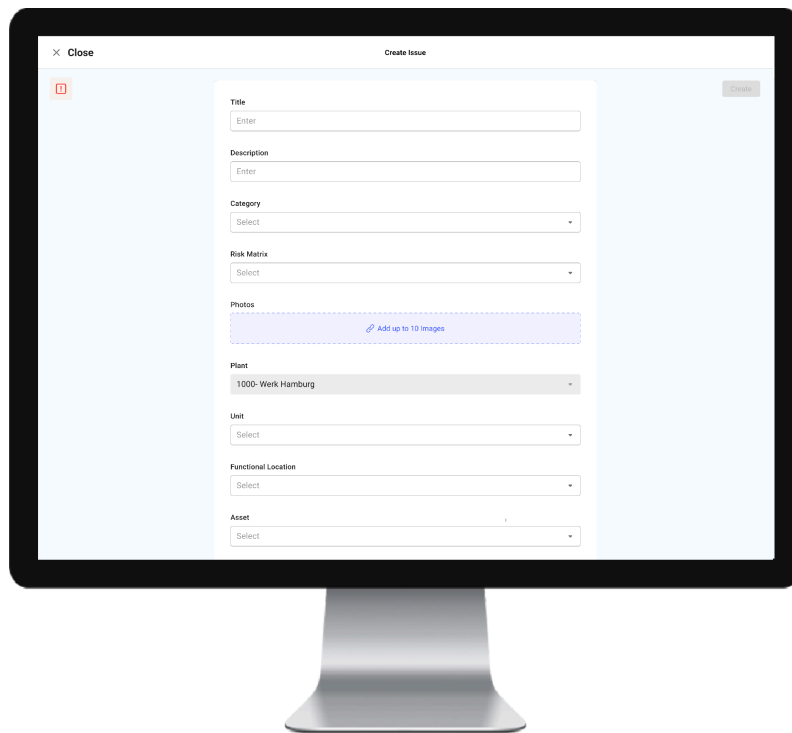 Close
Create Issue
Create
Title
Enter
Description
Enter
Category
Select
Risk Matrix
Select
Photos
Add up to 10 Images
Plant
1000- Werk Hamburg
Unit
Select
Functional Location
Select
Asset
Select